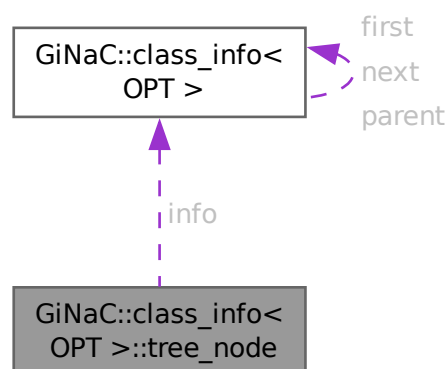 GiNaC::class_info<
OPT >
first
next
parent
info
GiNaC::class_info<
OPT >::tree_node